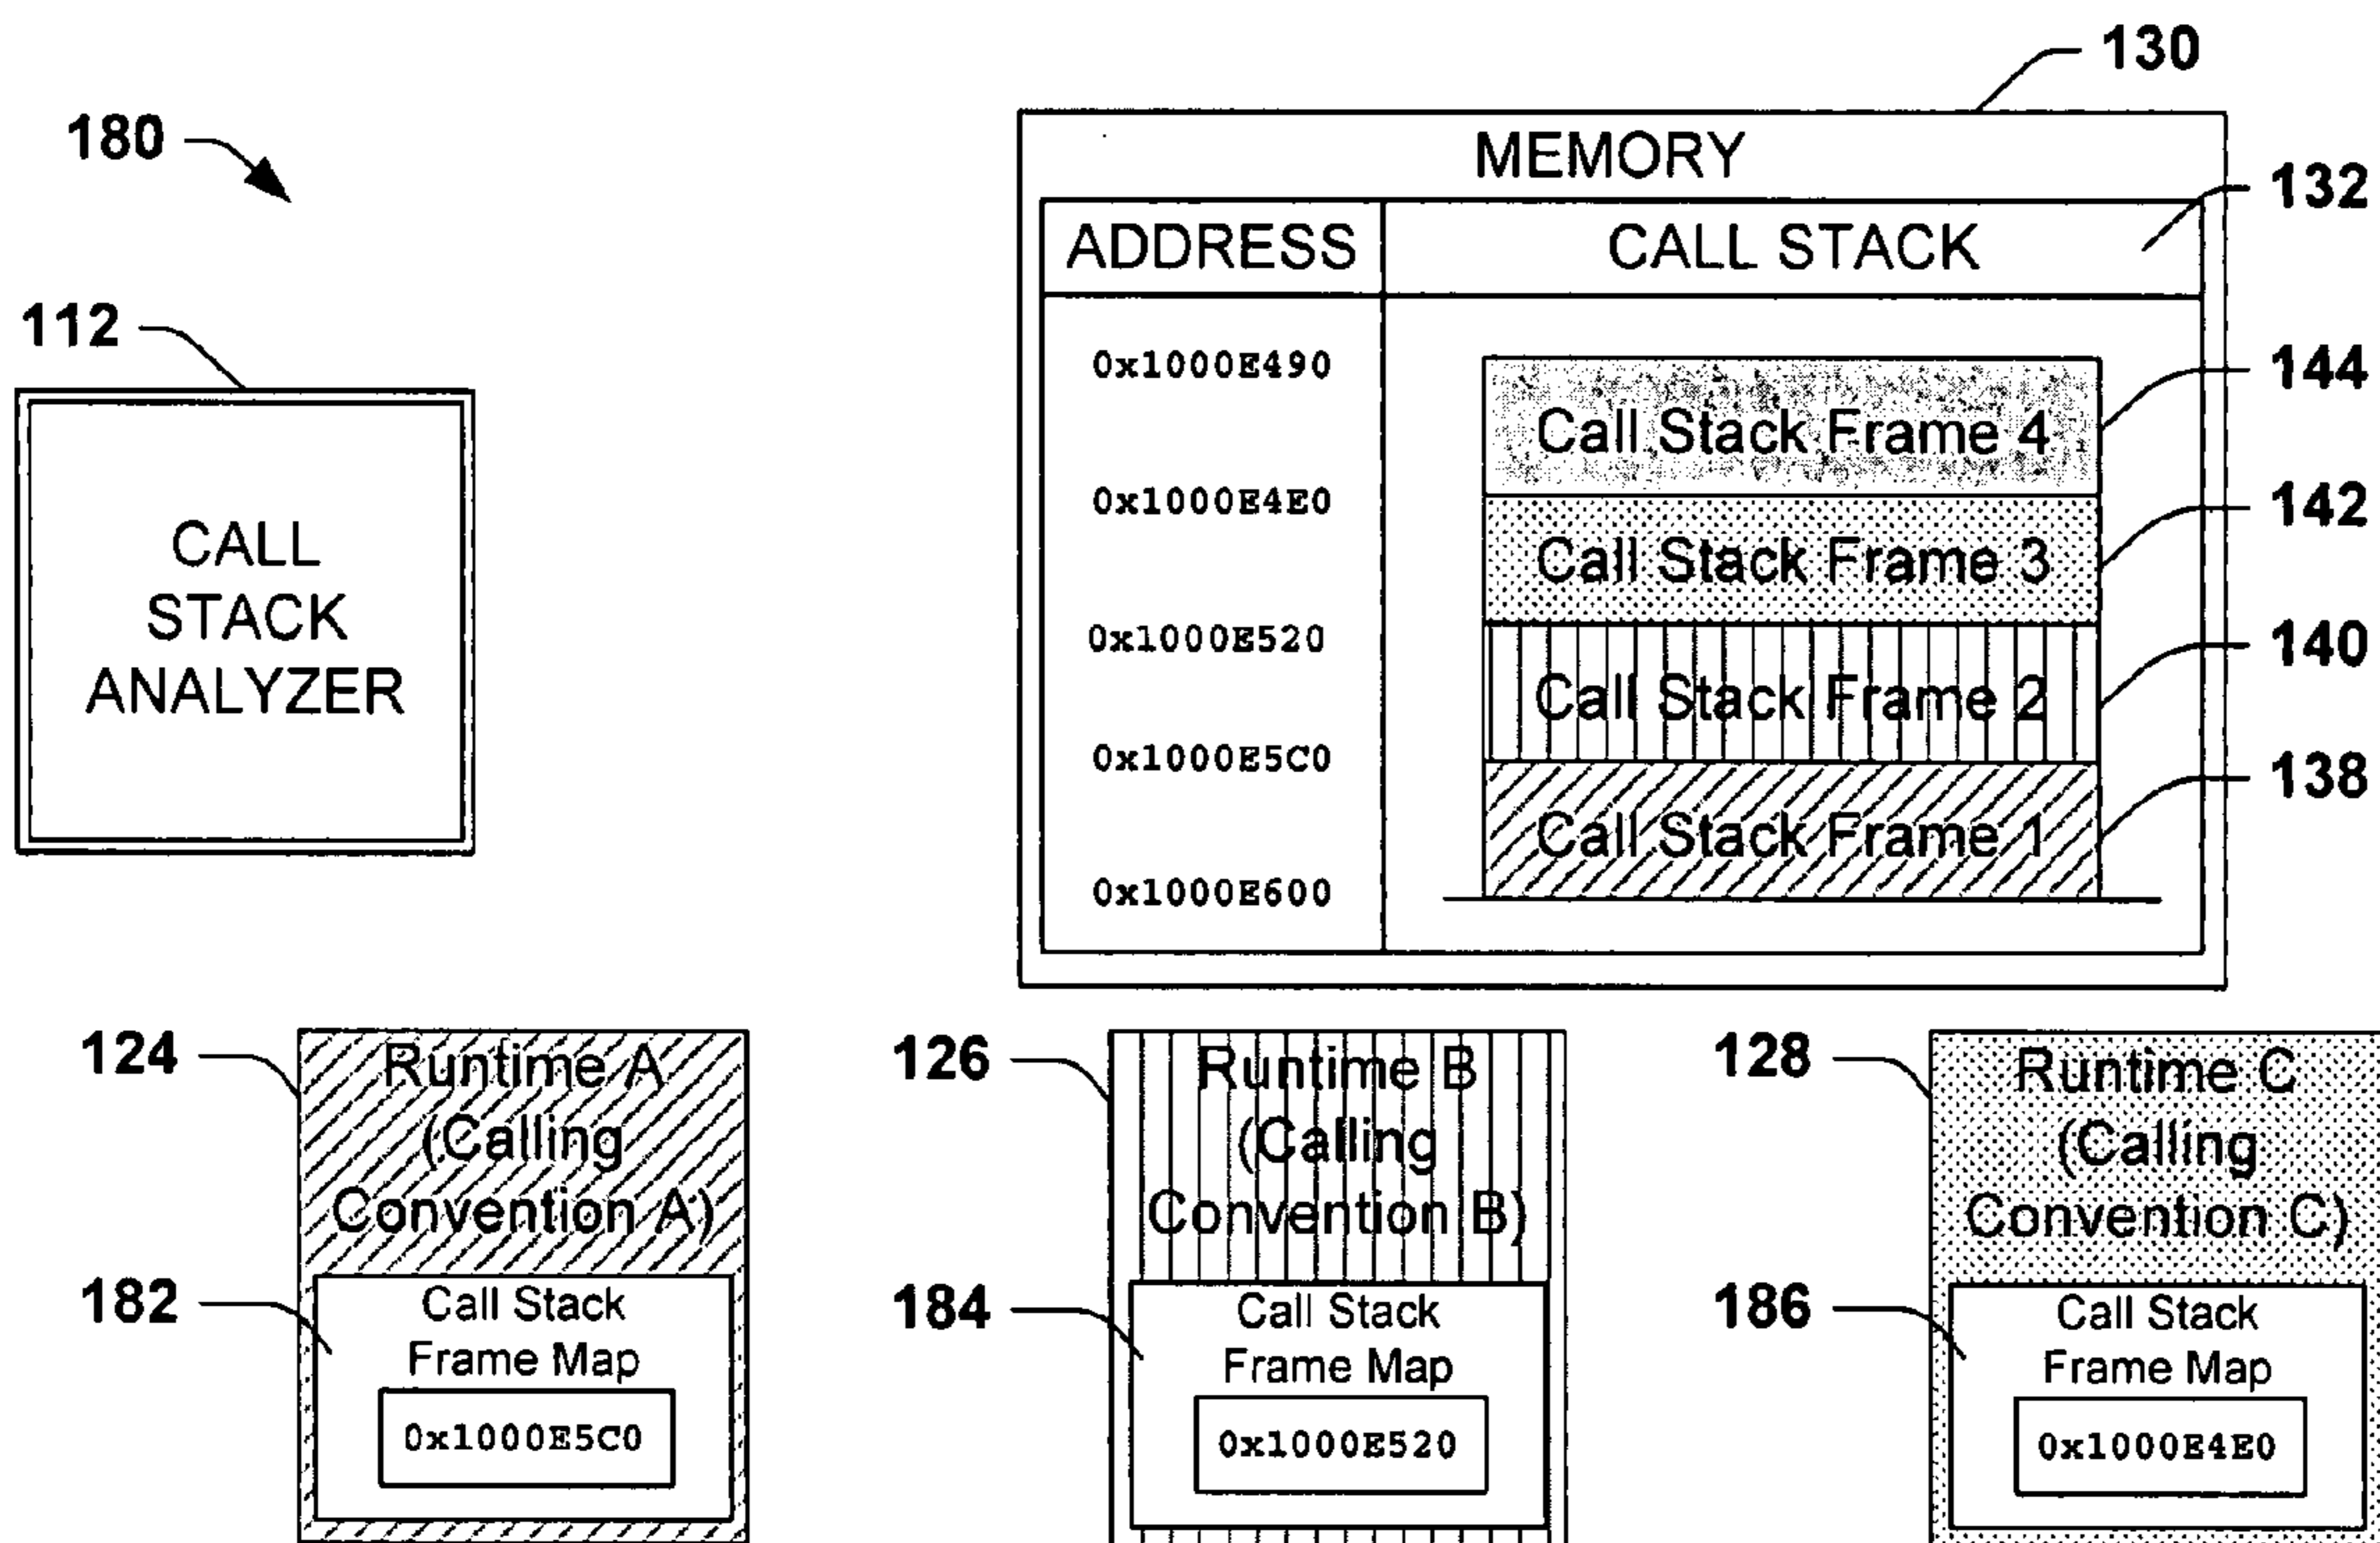 130
180
MEMORY
132
ADDRESS CALL STACK
112
0x1000E490
144
Call Stack Frame 4
0x1000E4E0
142
CALL
STACK
ANALYZER
Call Stack Frame 3
0x1000E520
140
Call Stack Frame 2
0x1000E5C0
138
Call Stack Frame 1
0x1000E600
124
Runtime A
(Calling
Convention A)
182
Call Stack
Frame Map
0x1000E5C0
126
Runtime B
(Calling
Convention B)
184
Call Stack
Frame Map
0x1000E520
128
Runtime C
(Calling
Convention C)
186
Call Stack
Frame Map
0x1000E4E0